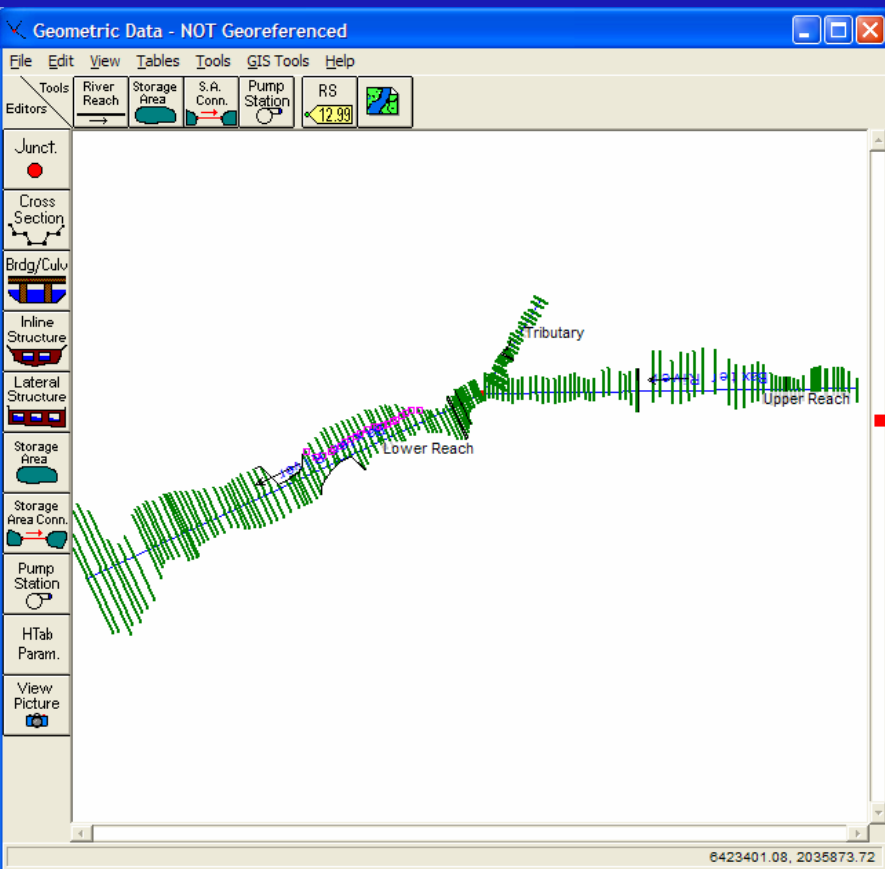 Geometric Data - NOT Georeferenced
File Edit View Tables Tools GIS Tools Help
Tools
Editors
River
Reach
Storage
Area
S.A.
Conn.
Pump
Station
RS
12.99
Junct.
Cross
Section
Brdg/Culv
Inline
Structure
Lateral
Structure
Storage
Area
Storage
Area Conn.
Pump
Station
HTab
Param.
View
Picture
Tributary
Upper Reach
Lower Reach
6423401.08, 2035873.72